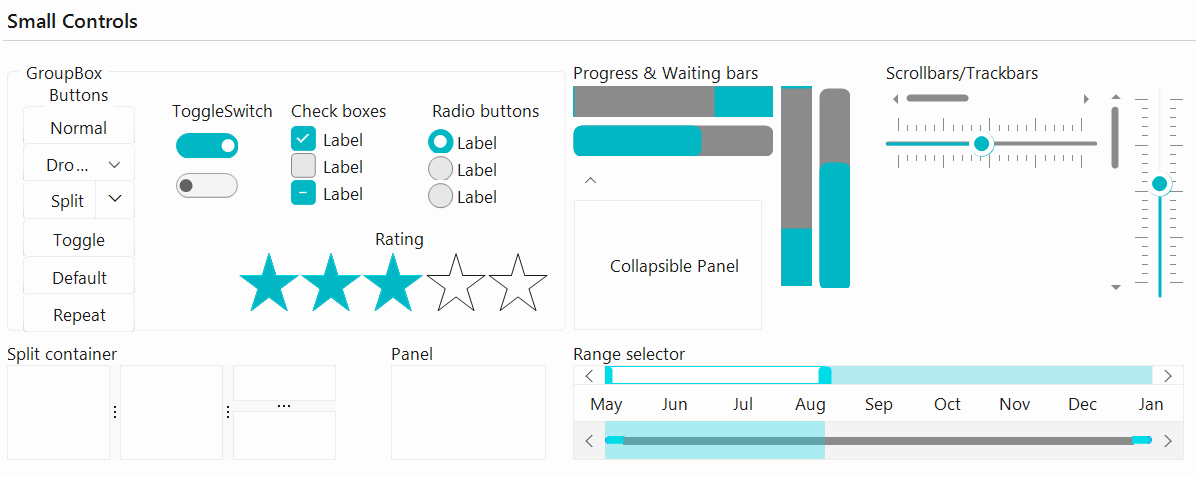 Small Controls
GroupBox
Buttons
Normal
Dro...
Split
Toggle
Default
Repeat
ToggleSwitch
Check boxes
Label
Label
Label
Radio buttons
Label
Label
Label
Rating
Progress & Waiting bars
Collapsible Panel
Scrollbars/Trackbars
Split container
Panel
Range selector
May Jun Jul Aug Sep Oct Nov Dec Jan